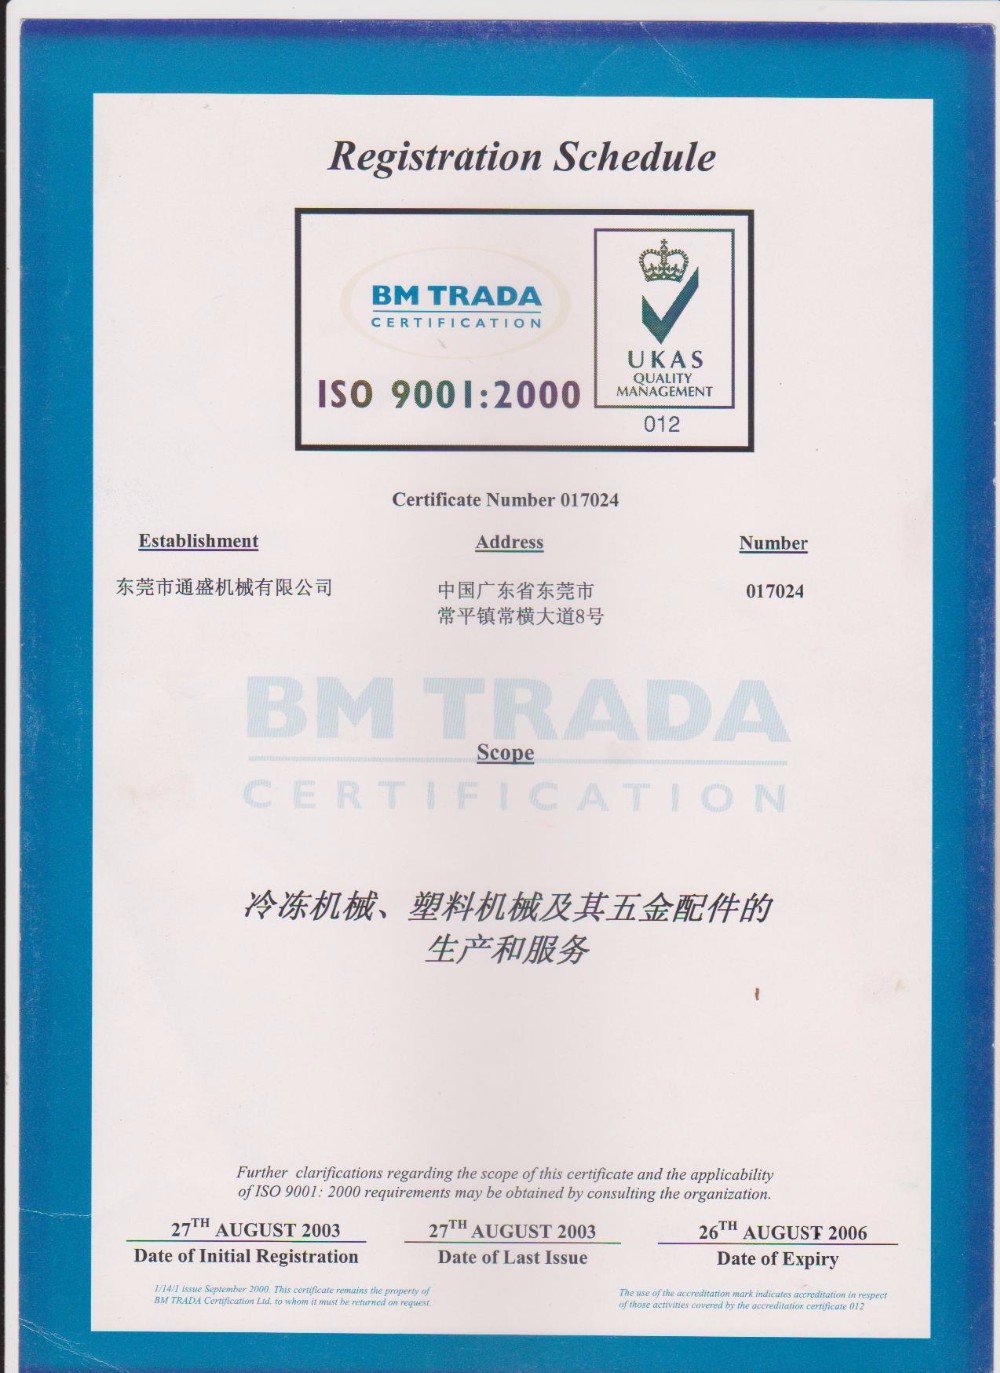 Registration Schedule
BM TRADA
CERTIFICATION
ISO 9001:2000
UKAS
QUALITY
MANAGEMENT
012
Certificate Number 017024
Establishment Address Number
东莞市通盛机械有限公司 中国广东省东莞市 017024
常平镇常横大道8号
BM TRADA
Scope
CERTIFICATION
冷冻机械、塑料机械及其五金配件的
生产和服务
Further clarifications regarding the scope of this certificate and the applicability
of ISO 9001: 2000 requirements may be obtained by consulting the organization.
27TH AUGUST 2003 27TH AUGUST 2003 26TH AUGUST 2006
Date of Initial Registration Date of Last Issue Date of Expiry
1/14/1 issue September 2000. This certificate remains the property of
BM TRADA Certification Ltd. to whom it must be returned on request.
The use of the accreditation mark indicates accreditation in respect
of those activities covered by the accreditation certificate 012